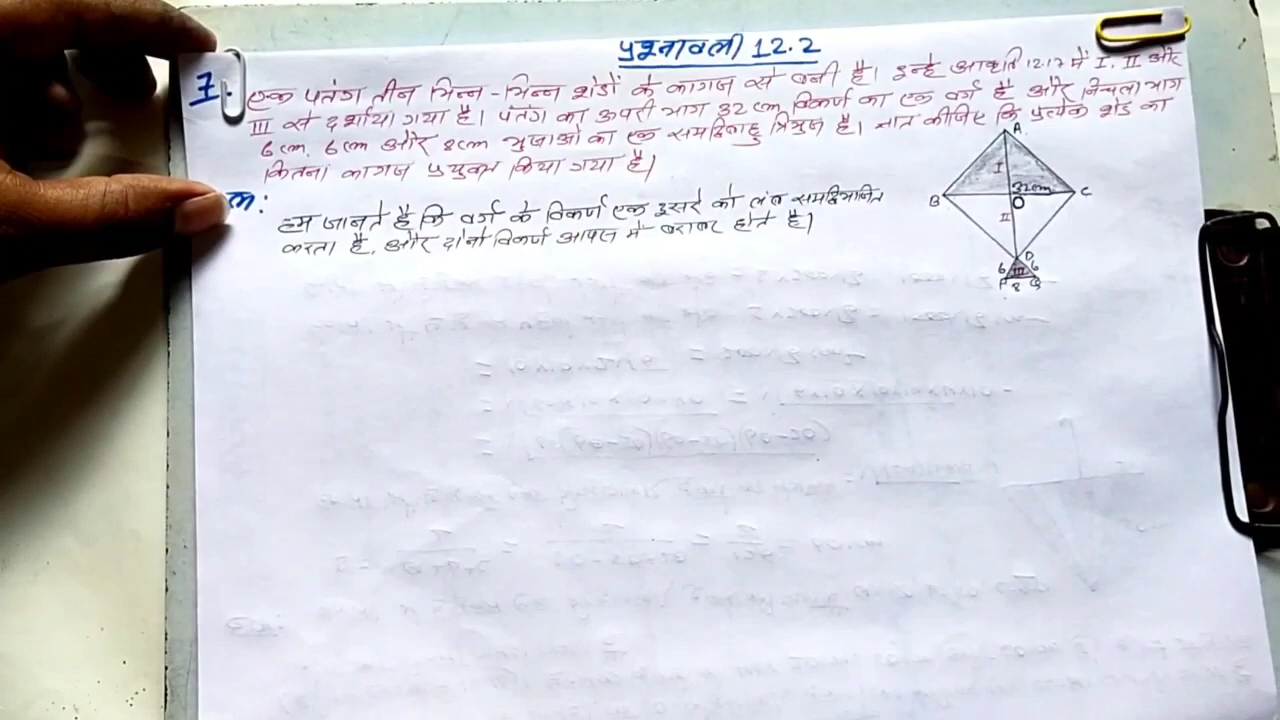 प्रश्नावली 12.2
7. एक पतंग तीन भिन्न-भिन्न शेडों के कागज से बनी है। इन्हे आकृति 12.17 में I, II और
III से दर्शाया गया है। पतंग का ऊपरी भाग 32 cm विकर्ण का एक वर्ग है और निचला भाग
6 cm, 6 cm और 8 cm भुजाओं का एक समद्विबाहु त्रिभुज है। ज्ञात कीजिए कि प्रत्येक शेड का
कितना कागज प्रयुक्त किया गया है।
ल:
हम जानते है कि वर्ग के विकर्ण एक दुसरे को लंब समद्विभाजित
करता है, और दोनो विकर्ण आपस में बराबर होते है।
A
I
B
32cm
C
O
II
D
6
III
6
P
8
Q